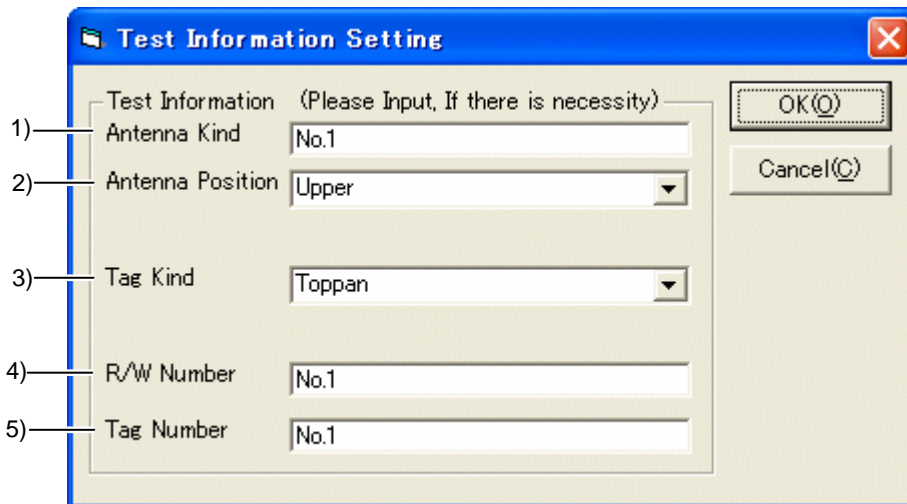 Test Information Setting
Test Information (Please Input, If there is necessity)
OK(O)
1) Antenna Kind No.1
Cancel(C)
2) Antenna Position Upper
3) Tag Kind Toppan
4) R/W Number No.1
5) Tag Number No.1